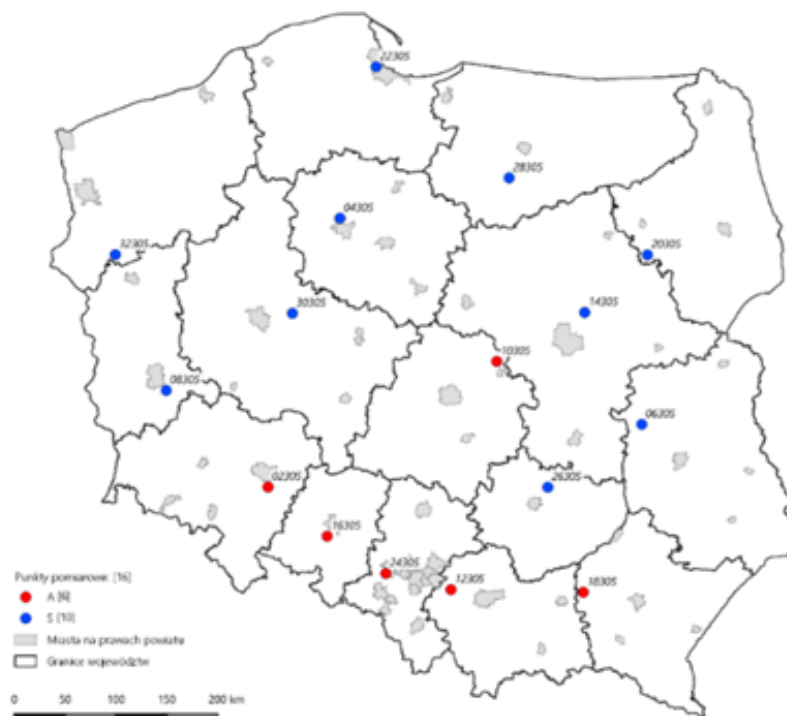 22305
28305
04305
32305
20305
30305
14305
10305
08305
06305
02305
26305
16305
24305
12305
18305
Punkty pomiarowe: [16]
A [6]
S [10]
Miasta na prawach powiatu
Granice województw
0 50 100 150 200 km